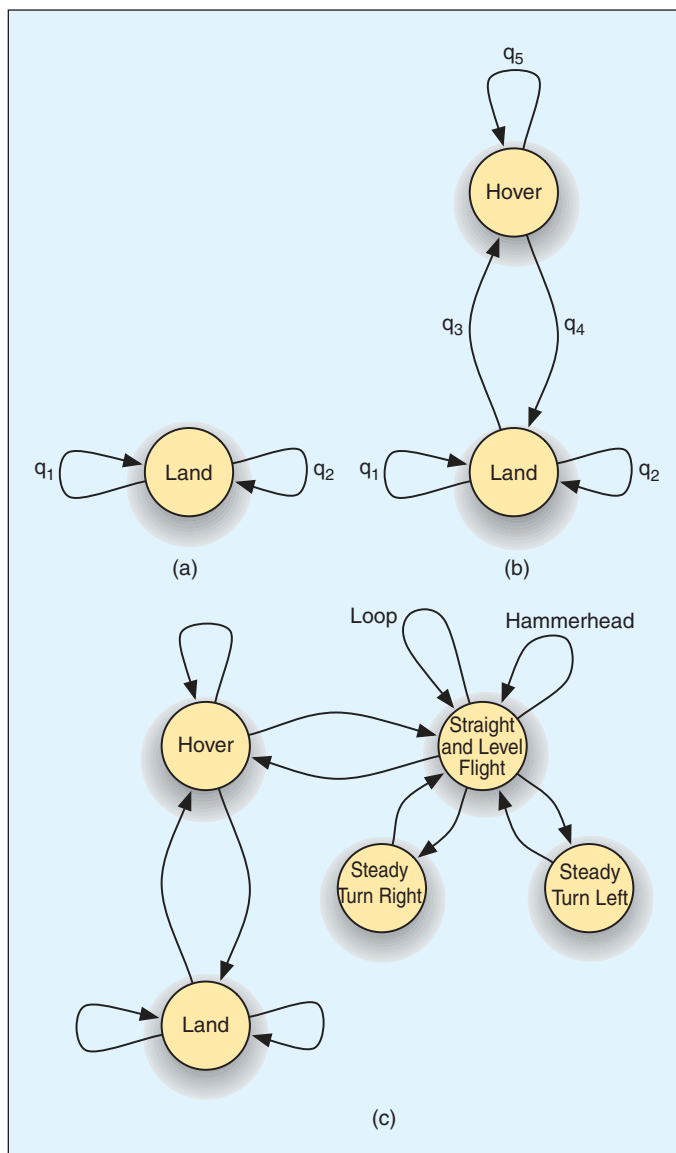 q5
Hover
q3
q4
q1
Land
q2
q1
Land
q2
(a)
(b)
Loop
Hammerhead
Hover
Straight
and Level
Flight
Steady
Turn Right
Steady
Turn Left
Land
(c)